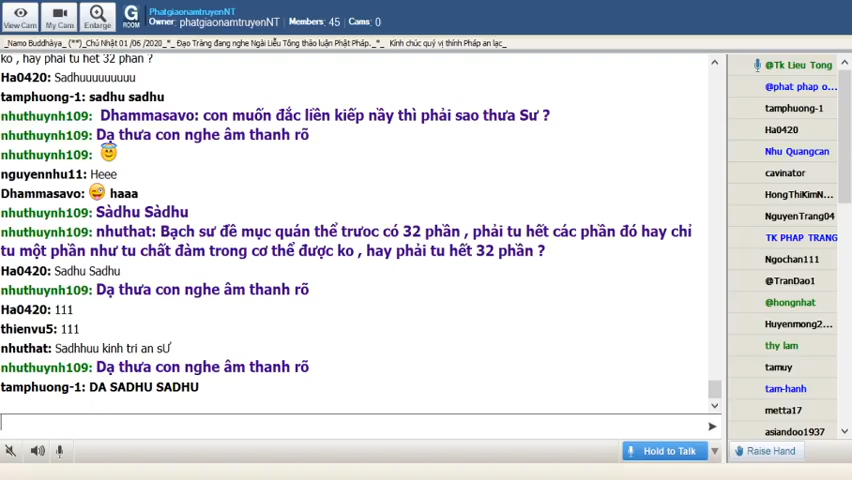 View Cam
My Cam
Enlarge
G
ROOM
PhatgiaonamtruyenNT
Owner: phatgiaonamtruyenNT | Members: 45 Cams: 0
_Namo Buddhàya_ (**)_Chủ Nhật 01 /06 /2020_*_ Đạo Tràng đang nghe Ngài Liễu Tông thảo luận Phật Pháp._*_ Kính chúc quý vị thính Pháp an lạc_
ko , hay phải tu hết 32 phần ?
Ha0420: Sadhuuuuuuuuu
tamphuong-1: sadhu sadhu
nhuthuynh109: Dhammasavo: con muốn đắc liền kiếp nầy thì phải sao thưa Sư ?
nhuthuynh109: Dạ thưa con nghe âm thanh rõ
nhuthuynh109:
nguyennhu11: Heee
Dhammasavo: haaa
nhuthuynh109: Sàdhu Sàdhu
nhuthuynh109: nhuthat: Bạch sư đề mục quán thể trươc có 32 phần , phải tu hết các phần đó hay chỉ
tu một phần như tu chất đàm trong cơ thể được ko , hay phải tu hết 32 phần ?
Ha0420: Sadhu Sadhu
nhuthuynh109: Dạ thưa con nghe âm thanh rõ
Ha0420: 111
thienvu5: 111
nhuthat: Sadhhuu kinh tri an sƯ
nhuthuynh109: Dạ thưa con nghe âm thanh rõ
tamphuong-1: DA SADHU SADHU
Hold to Talk
@Tk Lieu Tong
@phat phap o...
tamphuong-1
Ha0420
Nhu Quangcan
cavinator
HongThiKimN...
NguyenTrang04
TK PHAP TRANG
Ngochan111
@TranDao1
@hongnhat
Huyenmong2...
thy lam
tamuy
tam-hanh
metta17
asiandoo1937
Raise Hand